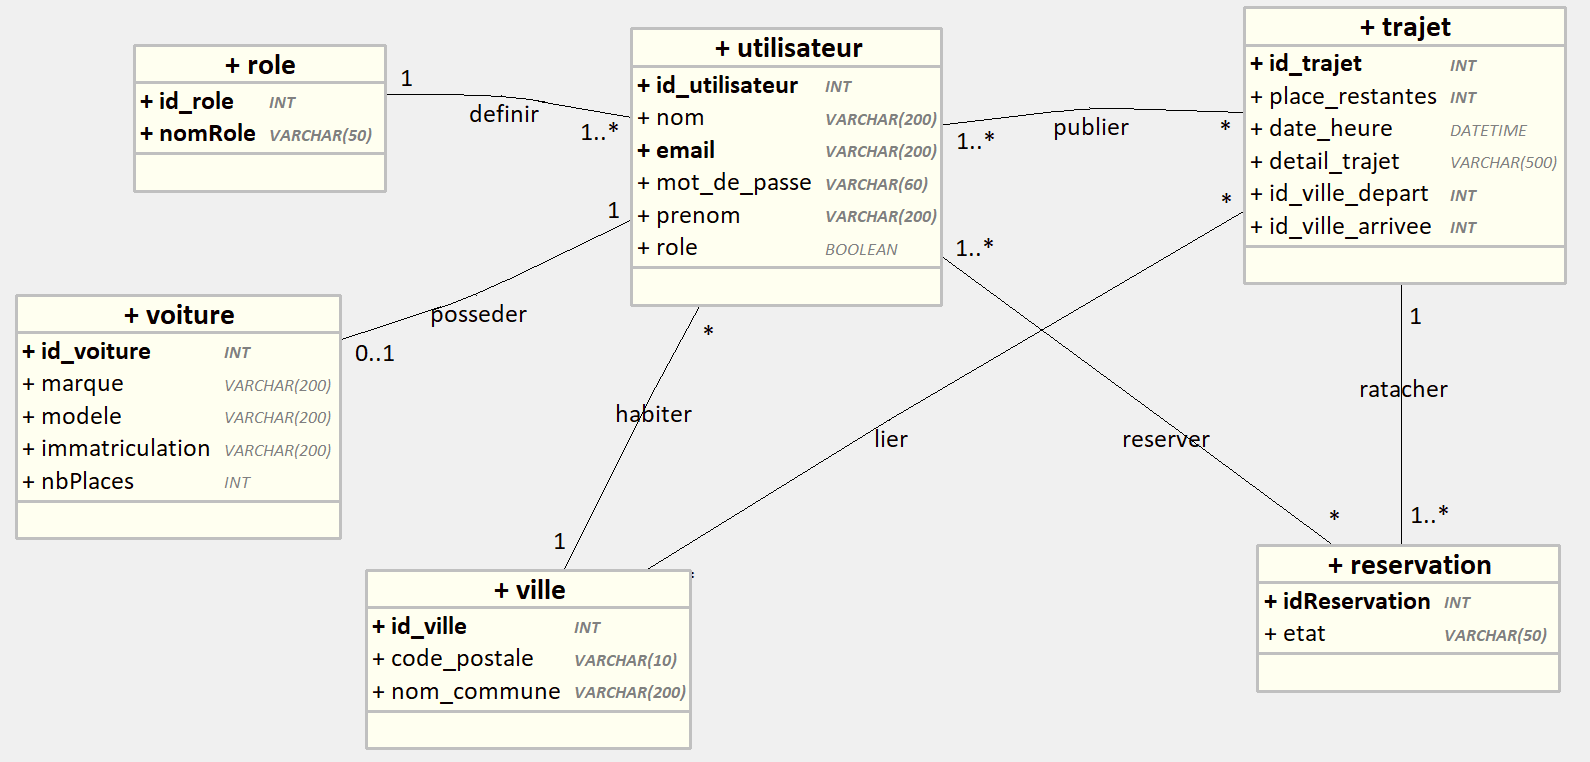 + role
+ id_role INT
+ nomRole VARCHAR(50)
1
definir
1..*
+ utilisateur
+ id_utilisateur INT
+ nom VARCHAR(200)
+ email VARCHAR(200)
+ mot_de_passe VARCHAR(60)
+ prenom VARCHAR(200)
+ role BOOLEAN
1..*
publier
*
+ trajet
+ id_trajet INT
+ place_restantes INT
+ date_heure DATETIME
+ detail_trajet VARCHAR(500)
+ id_ville_depart INT
+ id_ville_arrivee INT
1
posseder
0..1
+ voiture
+ id_voiture INT
+ marque VARCHAR(200)
+ modele VARCHAR(200)
+ immatriculation VARCHAR(200)
+ nbPlaces INT
*
habiter
1
*
lier
1..*
reserver
*
1
ratacher
1..*
+ ville
+ id_ville INT
+ code_postale VARCHAR(10)
+ nom_commune VARCHAR(200)
+ reservation
+ idReservation INT
+ etat VARCHAR(50)